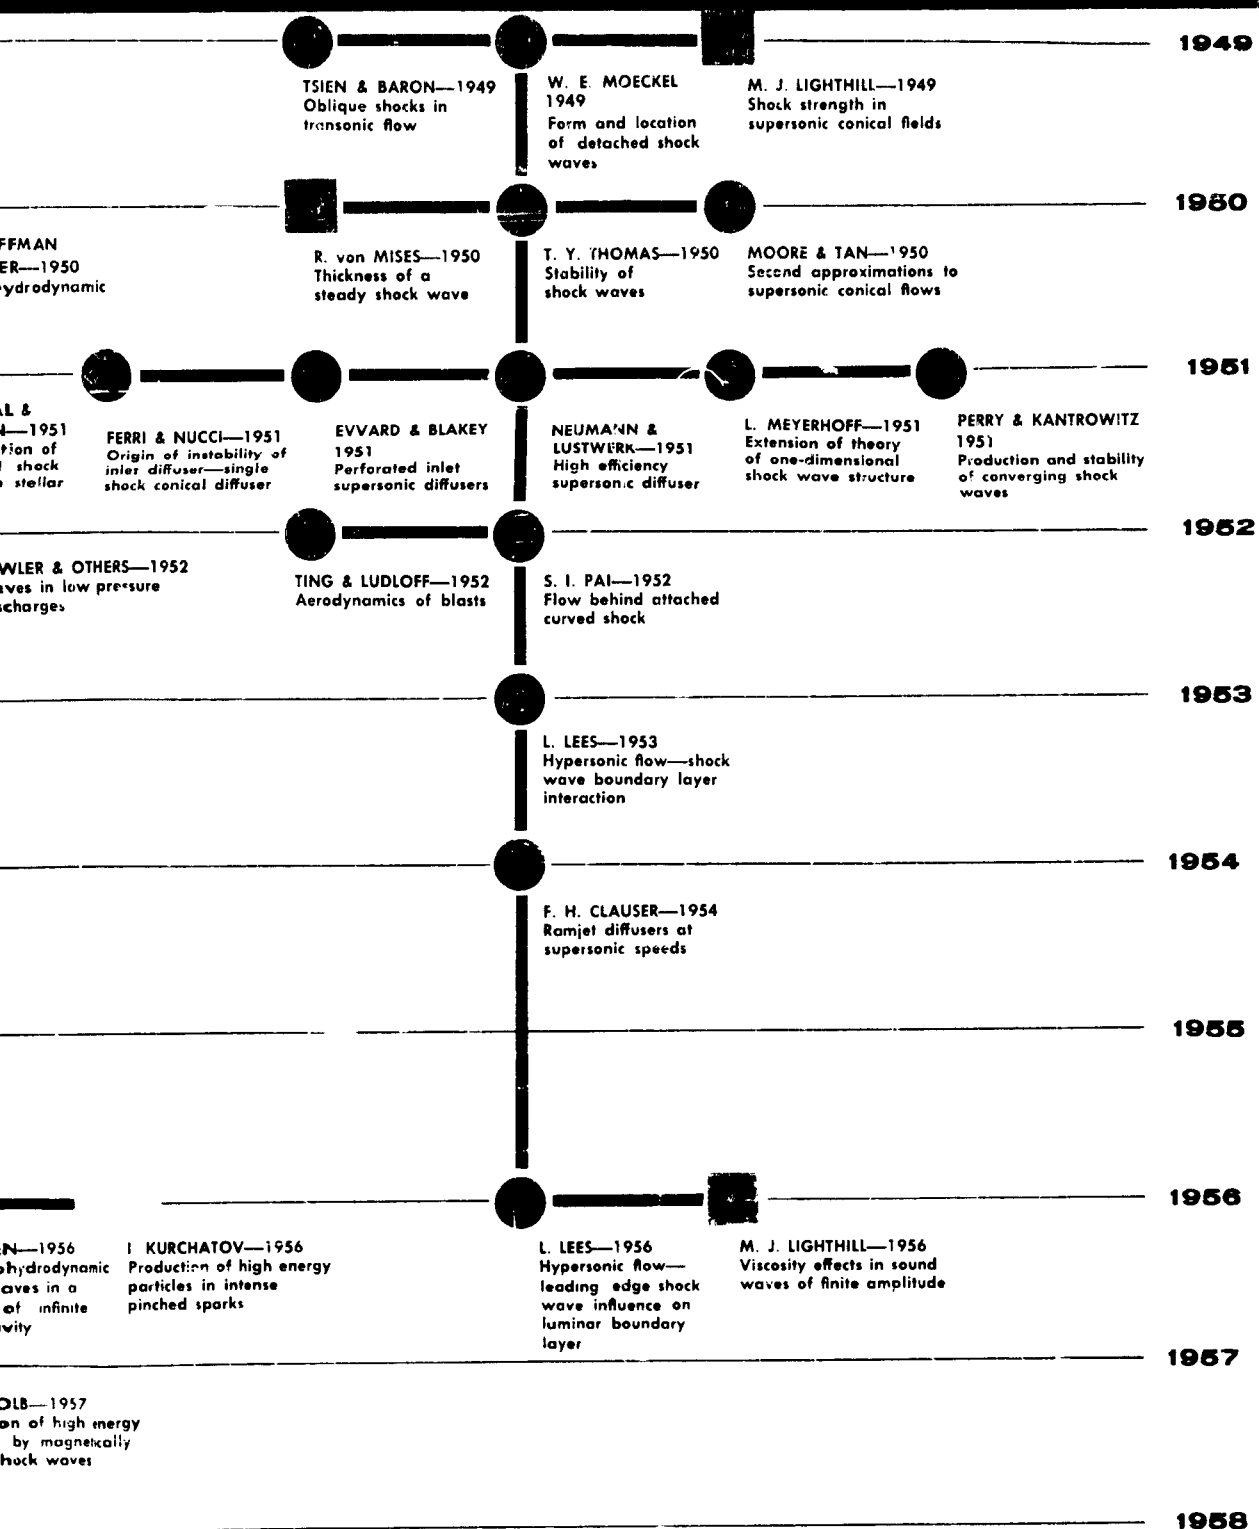 1949
TSIEN & BARON—1949
Oblique shocks in
transonic flow
W. E. MOECKEL
1949
Form and location
of detached shock
waves
M. J. LIGHTHILL—1949
Shock strength in
supersonic conical fields
1950
FFMAN
ER—1950
ydrodynamic
R. von MISES—1950
Thickness of a
steady shock wave
T. Y. THOMAS—1950
Stability of
shock waves
MOORE & TAN—1950
Second approximations to
supersonic conical flows
1951
AL &
N—1951
tion of
shock
stellar
FERRI & NUCCI—1951
Origin of instability of
inlet diffuser—single
shock conical diffuser
EVVARD & BLAKEY
1951
Perforated inlet
supersonic diffusers
NEUMANN &
LUSTWERK—1951
High efficiency
supersonic diffuser
L. MEYERHOFF—1951
Extension of theory
of one-dimensional
shock wave structure
PERRY & KANTROWITZ
1951
Production and stability
of converging shock
waves
1952
WLER & OTHERS—1952
aves in low pressure
scharges
TING & LUDLOFF—1952
Aerodynamics of blasts
S. I. PAI—1952
Flow behind attached
curved shock
1953
L. LEES—1953
Hypersonic flow—shock
wave boundary layer
interaction
1954
F. H. CLAUSER—1954
Ramjet diffusers at
supersonic speeds
1955
1956
EN—1956
ohydrodynamic
aves in a
of infinite
vity
I KURCHATOV—1956
Production of high energy
particles in intense
pinched sparks
L. LEES—1956
Hypersonic flow—
leading edge shock
wave influence on
luminar boundary
layer
M. J. LIGHTHILL—1956
Viscosity effects in sound
waves of finite amplitude
1957
OLB—1957
on of high energy
by magnetically
hock waves
1958